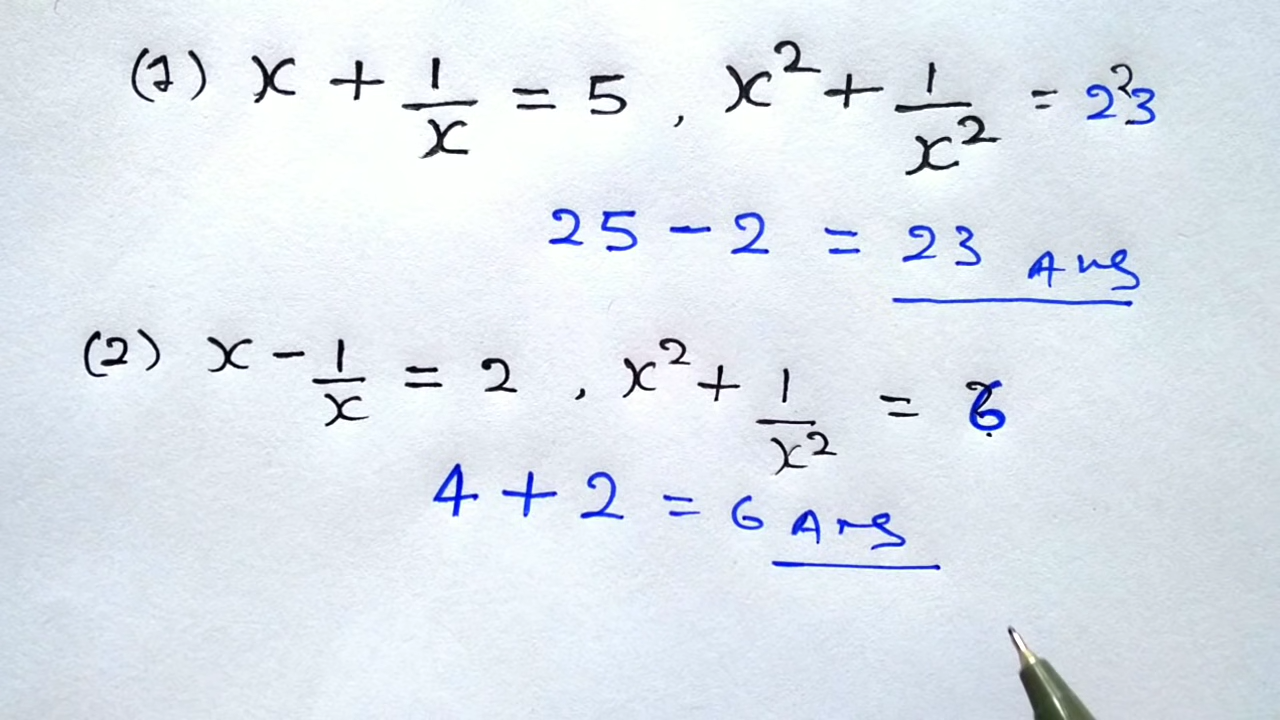 (1) x + 1/x = 5 , x² + 1/x² = 23
25 - 2 = 23 Ans
(2) x - 1/x = 2 , x² + 1/x² = 6
4 + 2 = 6 Ans